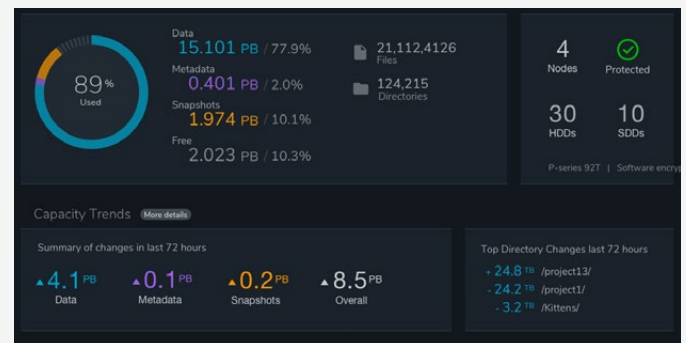 89%
Used
Data
15.101 PB / 77.9%
Metadata
0.401 PB / 2.0%
Snapshots
1.974 PB / 10.1%
Free
2.023 PB / 10.3%
21,112,4126
Files
124,215
Directories
4
Nodes
Protected
30
HDDs
10
SDDs
P-series 92T | Software encryp
Capacity Trends More details
Summary of changes in last 72 hours
▲4.1 PB
Data
▲0.1 PB
Metadata
▲0.2 PB
Snapshots
▲8.5 PB
Overall
Top Directory Changes last 72 hours
+ 24.8 TB /project13/
- 24.2 TB /project1/
- 3.2 TB /Kittens/